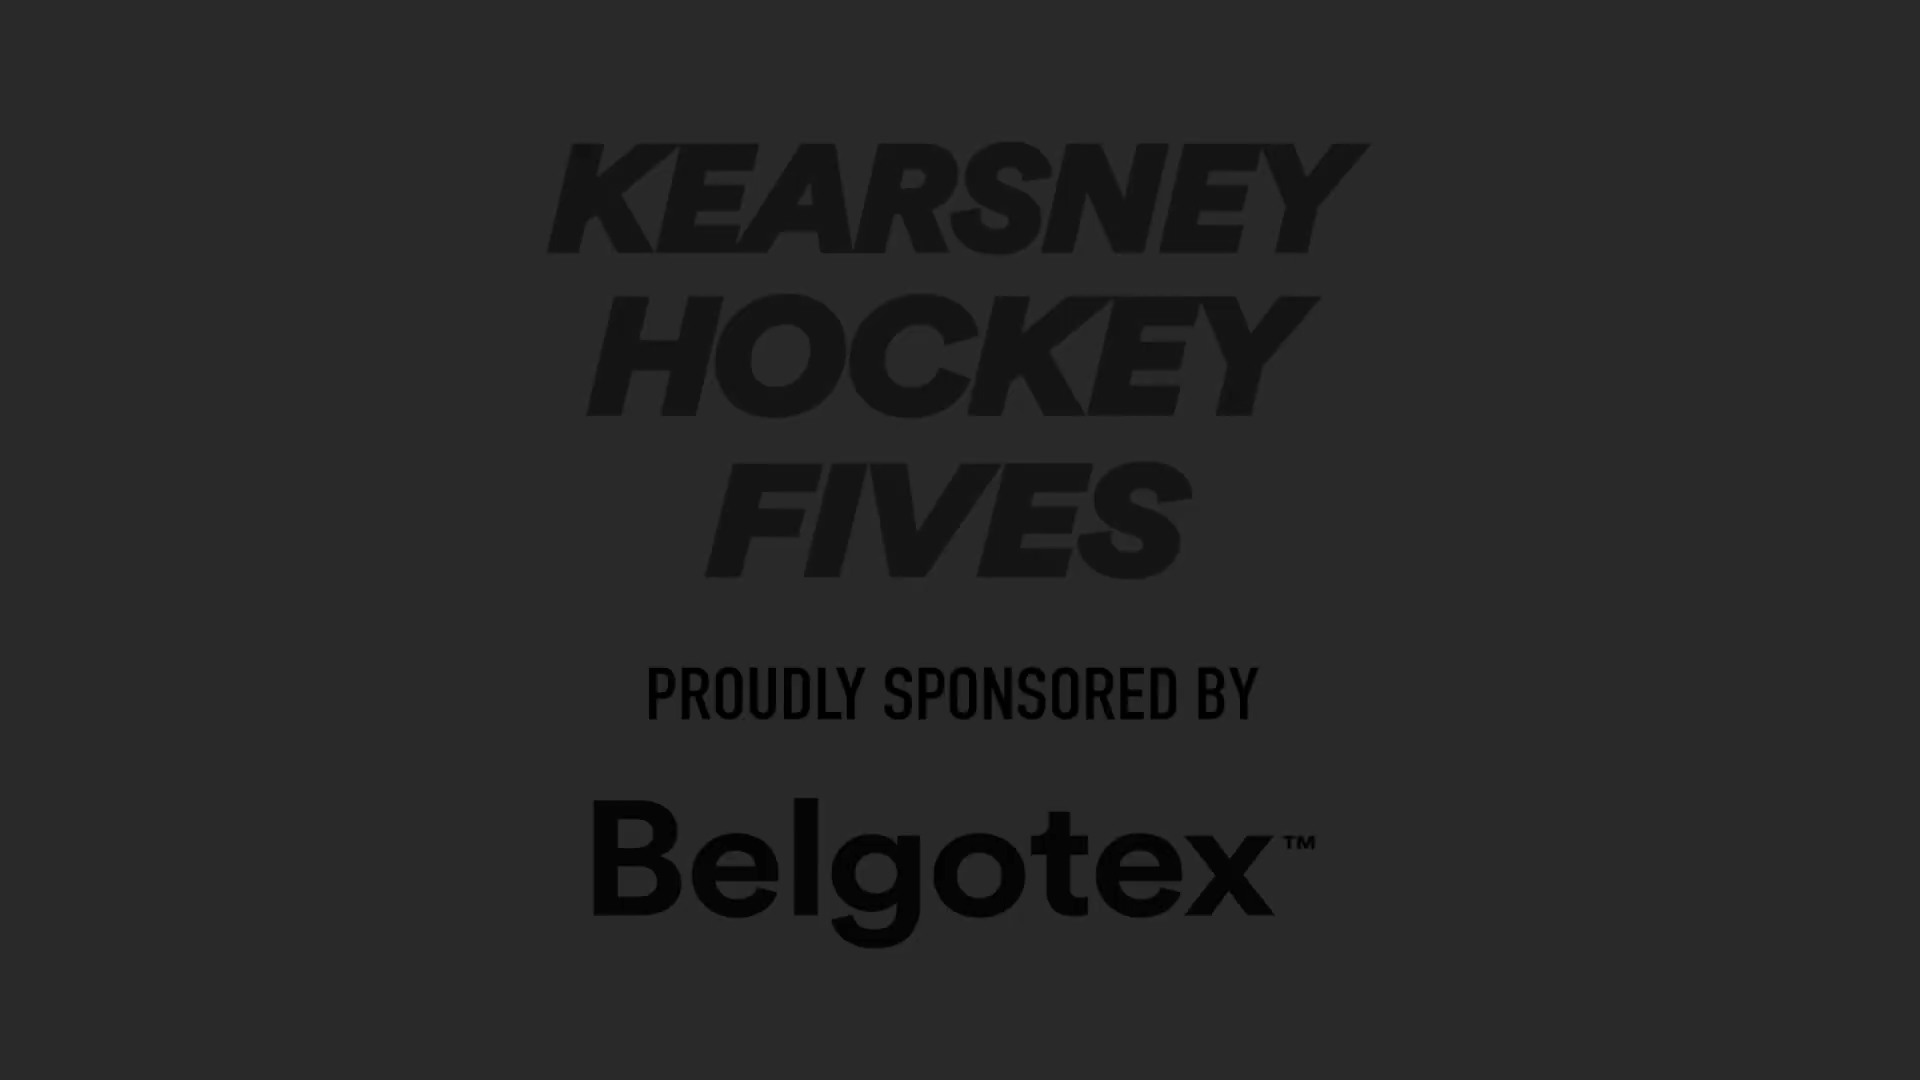 KEARSNEY
HOCKEY
FIVES
PROUDLY SPONSORED BY
Belgotex™